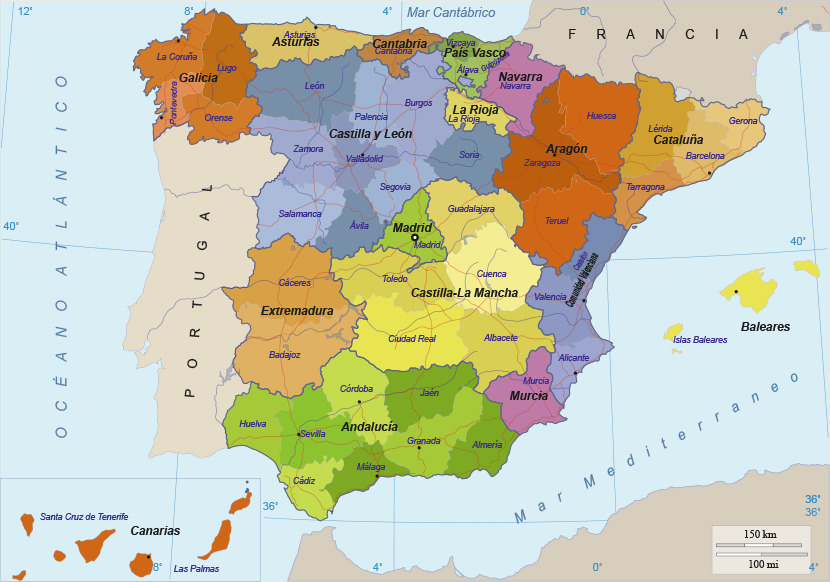 12°
8°
4°
Mar Cantábrico
0°
4°
FRANCIA
Asturias
Asturias
Cantabria
Cantabria
Vizcaya
País Vasco
Guipúzcoa
Álava
La Coruña
Lugo
Galicia
Pontevedra
Orense
León
Palencia
Burgos
Navarra
Navarra
La Rioja
La Rioja
Huesca
Lérida
Gerona
Cataluña
Barcelona
Tarragona
Castilla y León
Zamora
Valladolid
Soria
Aragón
Zaragoza
Segovia
Salamanca
Ávila
Guadalajara
Teruel
Madrid
Madrid
OCÉANO ATLÁNTICO
PORTUGAL
40°
40°
Castellón
Comunidad Valenciana
Valencia
Cuenca
Toledo
Castilla-La Mancha
Cáceres
Extremadura
Badajoz
Ciudad Real
Albacete
Alicante
Islas Baleares
Baleares
Murcia
Murcia
Córdoba
Jaén
Huelva
Sevilla
Andalucía
Granada
Almería
Málaga
Cádiz
Mar Mediterraneo
36°
36°
36°
Santa Cruz de Tenerife
Canarias
Las Palmas
8°
4°
0°
4°
150 km
100 mi